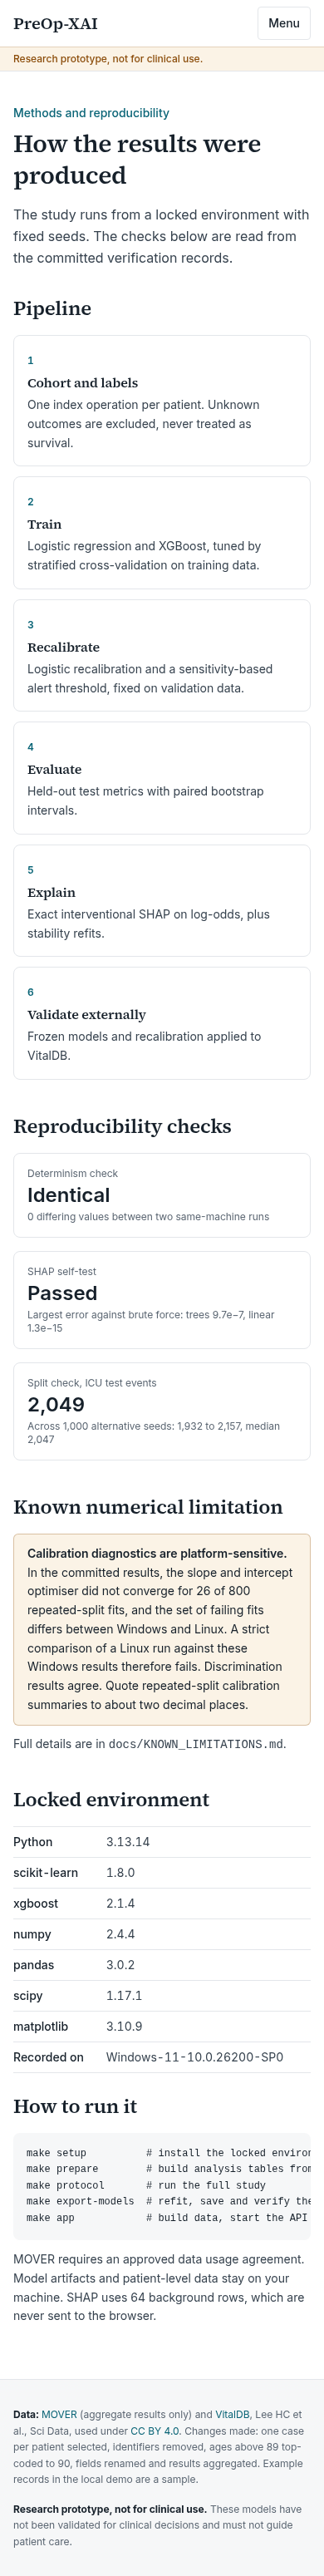 PreOp-XAI
Menu
Research prototype, not for clinical use.
Methods and reproducibility
How the results were
produced
The study runs from a locked environment with
fixed seeds. The checks below are read from
the committed verification records.
Pipeline
1
Cohort and labels
One index operation per patient. Unknown
outcomes are excluded, never treated as
survival.
2
Train
Logistic regression and XGBoost, tuned by
stratified cross-validation on training data.
3
Recalibrate
Logistic recalibration and a sensitivity-based
alert threshold, fixed on validation data.
4
Evaluate
Held-out test metrics with paired bootstrap
intervals.
5
Explain
Exact interventional SHAP on log-odds, plus
stability refits.
6
Validate externally
Frozen models and recalibration applied to
VitalDB.
Reproducibility checks
Determinism check
Identical
0 differing values between two same-machine runs
SHAP self-test
Passed
Largest error against brute force: trees 9.7e−7, linear
1.3e−15
Split check, ICU test events
2,049
Across 1,000 alternative seeds: 1,932 to 2,157, median
2,047
Known numerical limitation
Calibration diagnostics are platform-sensitive.
In the committed results, the slope and intercept
optimiser did not converge for 26 of 800
repeated-split fits, and the set of failing fits
differs between Windows and Linux. A strict
comparison of a Linux run against these
Windows results therefore fails. Discrimination
results agree. Quote repeated-split calibration
summaries to about two decimal places.
Full details are in docs/KNOWN_LIMITATIONS.md.
Locked environment
Python 3.13.14
scikit-learn 1.8.0
xgboost 2.1.4
numpy 2.4.4
pandas 3.0.2
scipy 1.17.1
matplotlib 3.10.9
Recorded on Windows-11-10.0.26200-SP0
How to run it
make setup # install the locked environ
make prepare # build analysis tables from
make protocol # run the full study
make export-models # refit, save and verify the
make app # build data, start the API
MOVER requires an approved data usage agreement.
Model artifacts and patient-level data stay on your
machine. SHAP uses 64 background rows, which are
never sent to the browser.
Data: MOVER (aggregate results only) and VitalDB, Lee HC et
al., Sci Data, used under CC BY 4.0. Changes made: one case
per patient selected, identifiers removed, ages above 89 top-
coded to 90, fields renamed and results aggregated. Example
records in the local demo are a sample.
Research prototype, not for clinical use. These models have
not been validated for clinical decisions and must not guide
patient care.